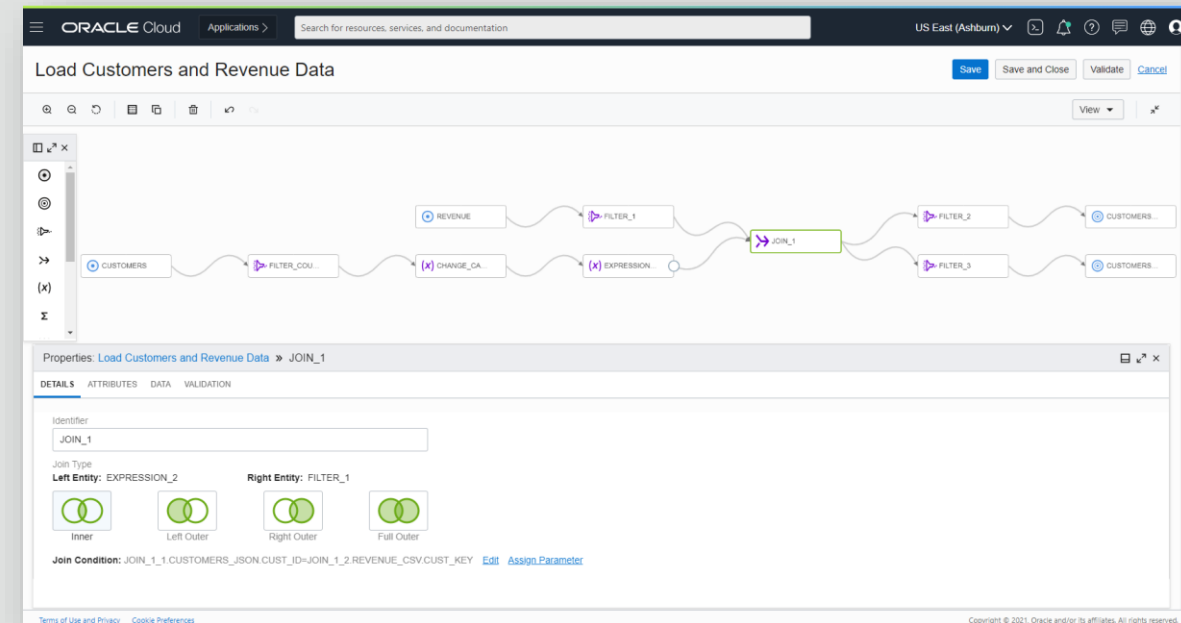 ORACLE Cloud Applications > Search for resources, services, and documentation US East (Ashburn)
Load Customers and Revenue Data Save Save and Close Validate Cancel
View
REVENUE FILTER_1 FILTER_2 CUSTOMERS...
JOIN_1
CUSTOMERS FILTER_COU... (x) CHANGE_CA... (x) EXPRESSION... FILTER_3 CUSTOMERS...
(x)
Σ
Properties: Load Customers and Revenue Data » JOIN_1
DETAILS ATTRIBUTES DATA VALIDATION
Identifier
JOIN_1
Join Type
Left Entity: EXPRESSION_2 Right Entity: FILTER_1
Inner Left Outer Right Outer Full Outer
Join Condition: JOIN_1_1.CUSTOMERS_JSON.CUST_ID=JOIN_1_2.REVENUE_CSV.CUST_KEY Edit Assign Parameter
Terms of Use and Privacy Cookie Preferences Copyright © 2021, Oracle and/or its affiliates. All rights reserved.